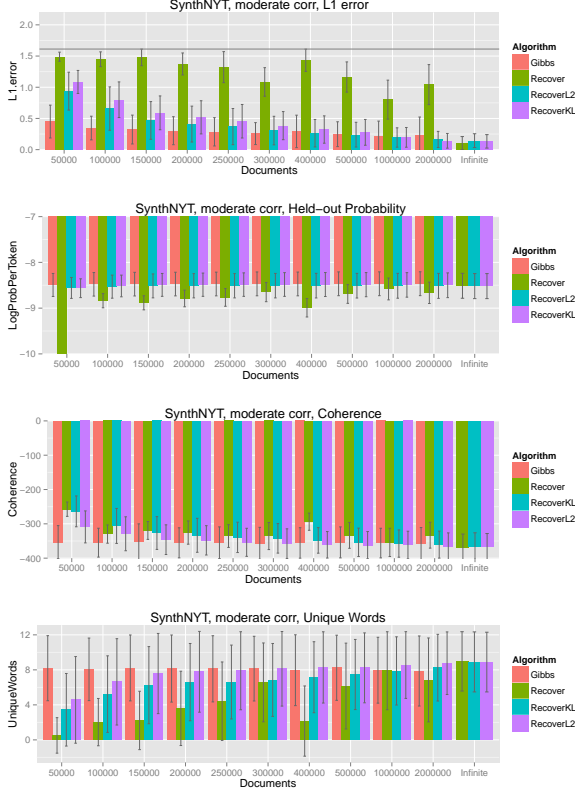 SynthNYT, moderate corr, L1 error
L1.error
2.0
1.5
1.0
0.5
0.0
50000 100000 150000 200000 250000 300000 400000 500000 1000000 2000000 Infinite
Documents
Algorithm
Gibbs
Recover
RecoverL2
RecoverKL
SynthNYT, moderate corr, Held−out Probability
LogProbPerToken
−7
−8
−9
−10
50000 100000 150000 200000 250000 300000 400000 500000 1000000 2000000 Infinite
Documents
Algorithm
Gibbs
Recover
RecoverL2
RecoverKL
SynthNYT, moderate corr, Coherence
Coherence
0
−100
−200
−300
−400
50000 100000 150000 200000 250000 300000 400000 500000 1000000 2000000 Infinite
Documents
Algorithm
Gibbs
Recover
RecoverKL
RecoverL2
SynthNYT, moderate corr, Unique Words
UniqueWords
12
8
4
0
50000 100000 150000 200000 250000 300000 400000 500000 1000000 2000000 Infinite
Documents
Algorithm
Gibbs
Recover
RecoverKL
RecoverL2